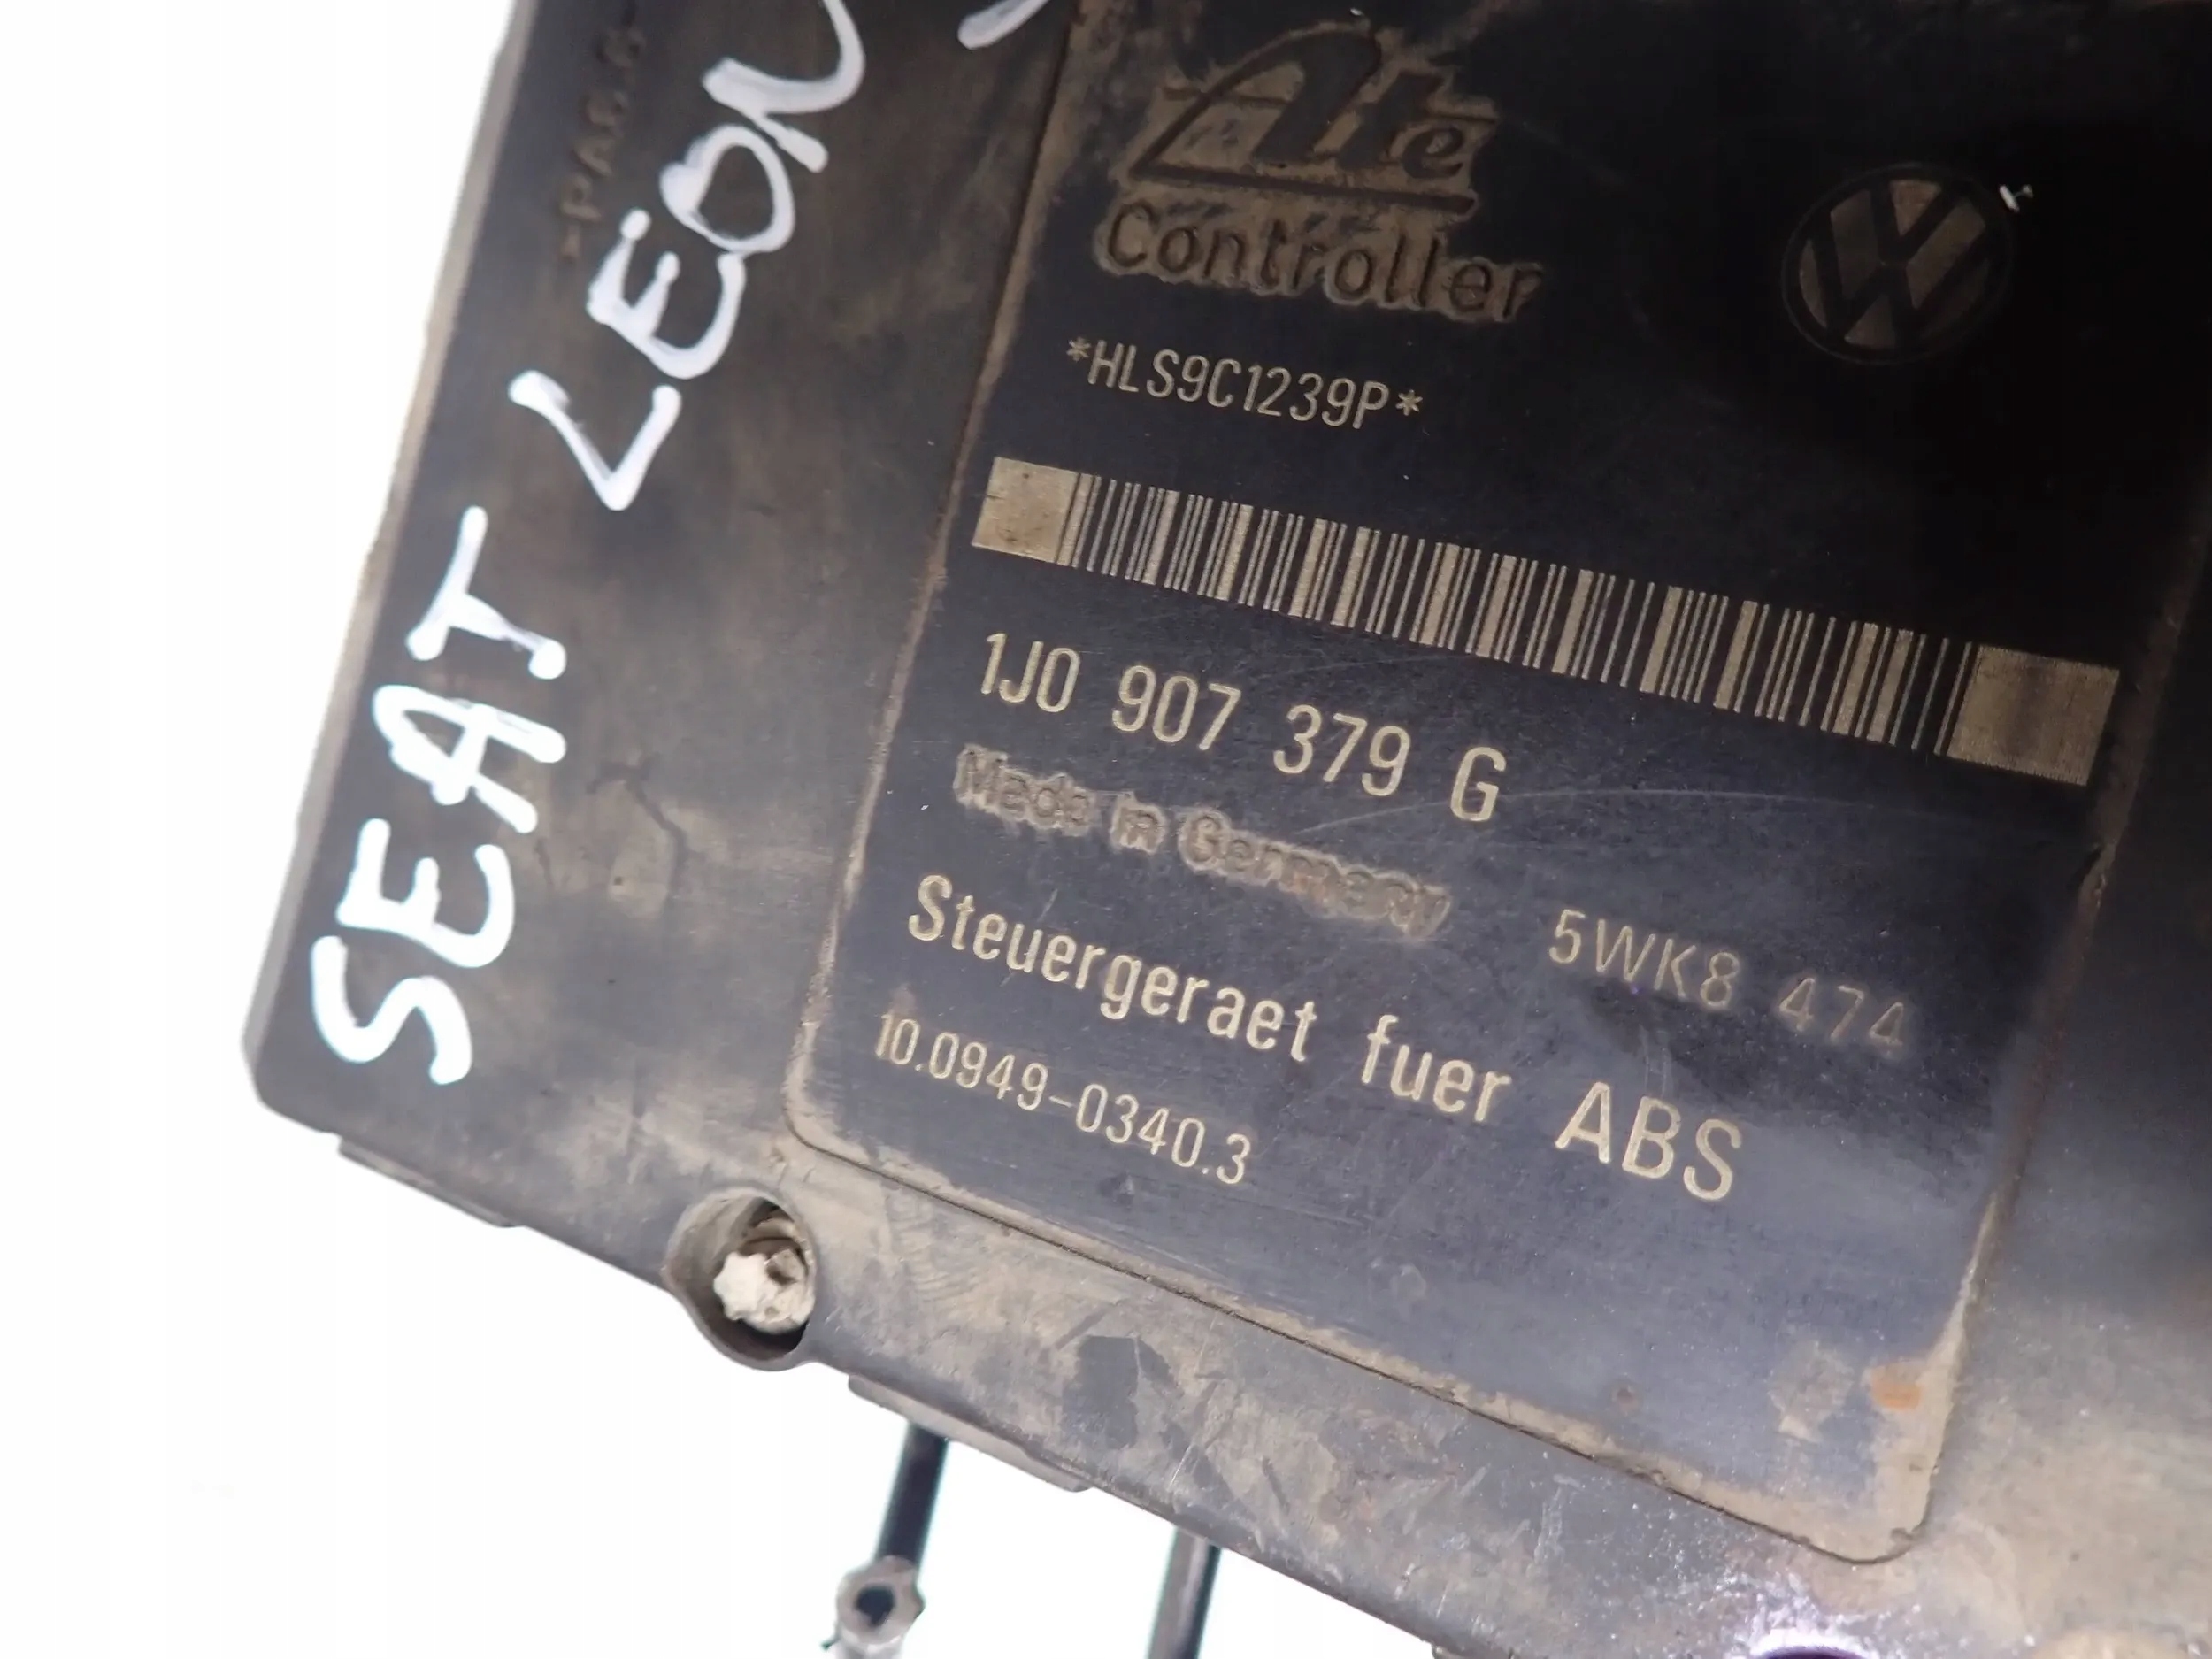 SEAT LEON
Ate
Controller
*HLS9C1239P*
1J0 907 379 G
Made in Germany
5WK8 474
Steuergeraet fuer ABS
10.0949-0340.3